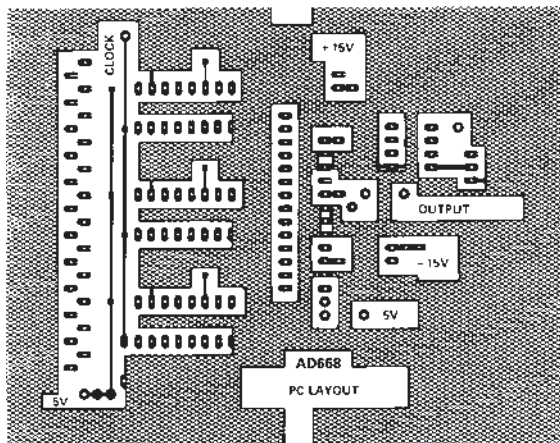 CLOCK
+ 15V
OUTPUT
– 15V
5V
AD668
PC LAYOUT
5V